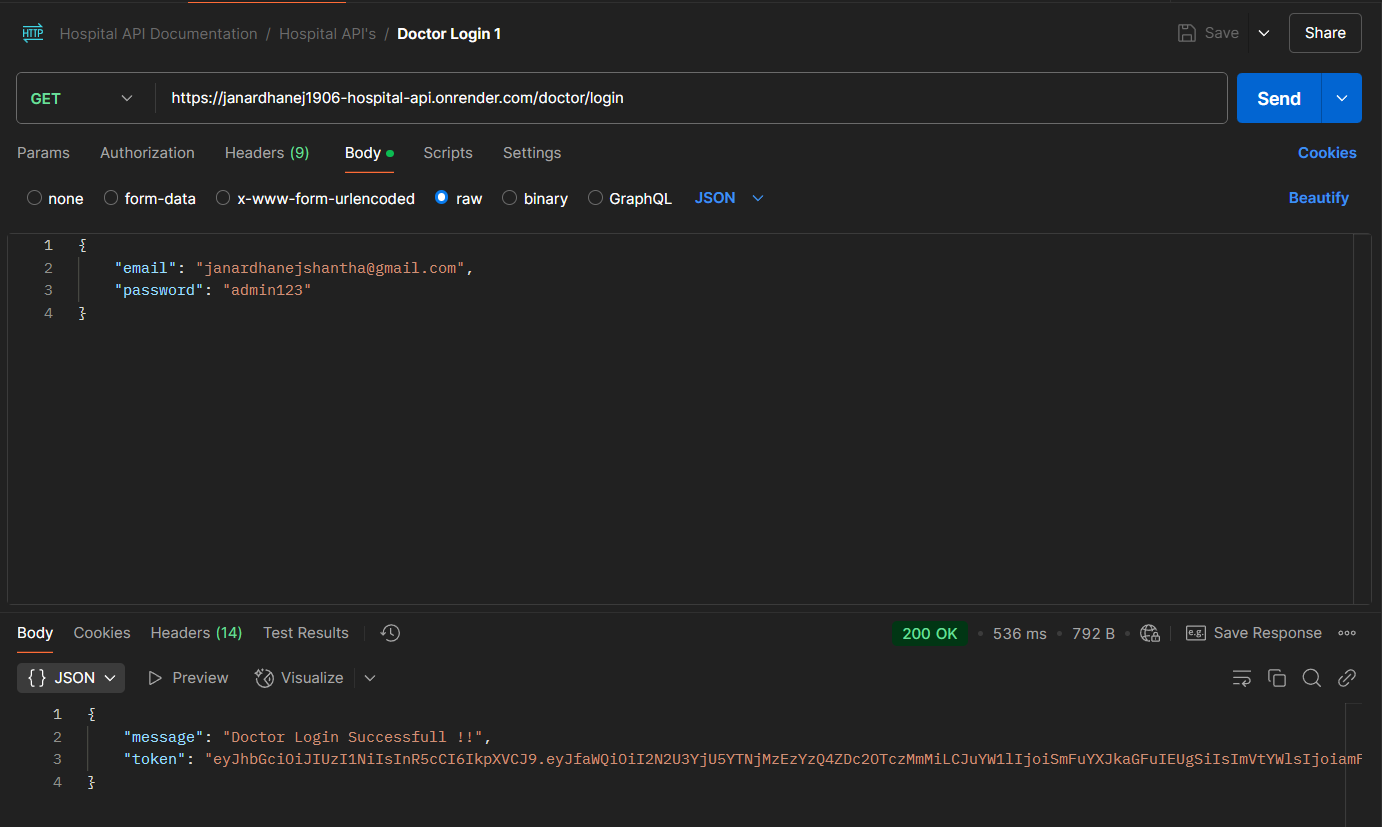 HTTP Hospital API Documentation / Hospital API's / Doctor Login 1 Save Share
GET https://janardhanej1906-hospital-api.onrender.com/doctor/login Send
Params Authorization Headers (9) Body Scripts Settings Cookies
none form-data x-www-form-urlencoded raw binary GraphQL JSON Beautify
1 {
2 "email": "janardhanejshantha@gmail.com",
3 "password": "admin123"
4 }
Body Cookies Headers (14) Test Results 200 OK • 536 ms • 792 B • e.g. Save Response
{} JSON Preview Visualize
1 {
2 "message": "Doctor Login Successfull !!",
3 "token": "eyJhbGciOiJIUzI1NiIsInR5cCI6IkpXVCJ9.eyJfaWQiOiI2N2U3YjU5YTNjMzEzYzQ4ZDc2OTczMmMiLCJuYW1lIjoiSmFuYXJkaGFuIEUgSiIsImVtYWlsIjoiamF
4 }